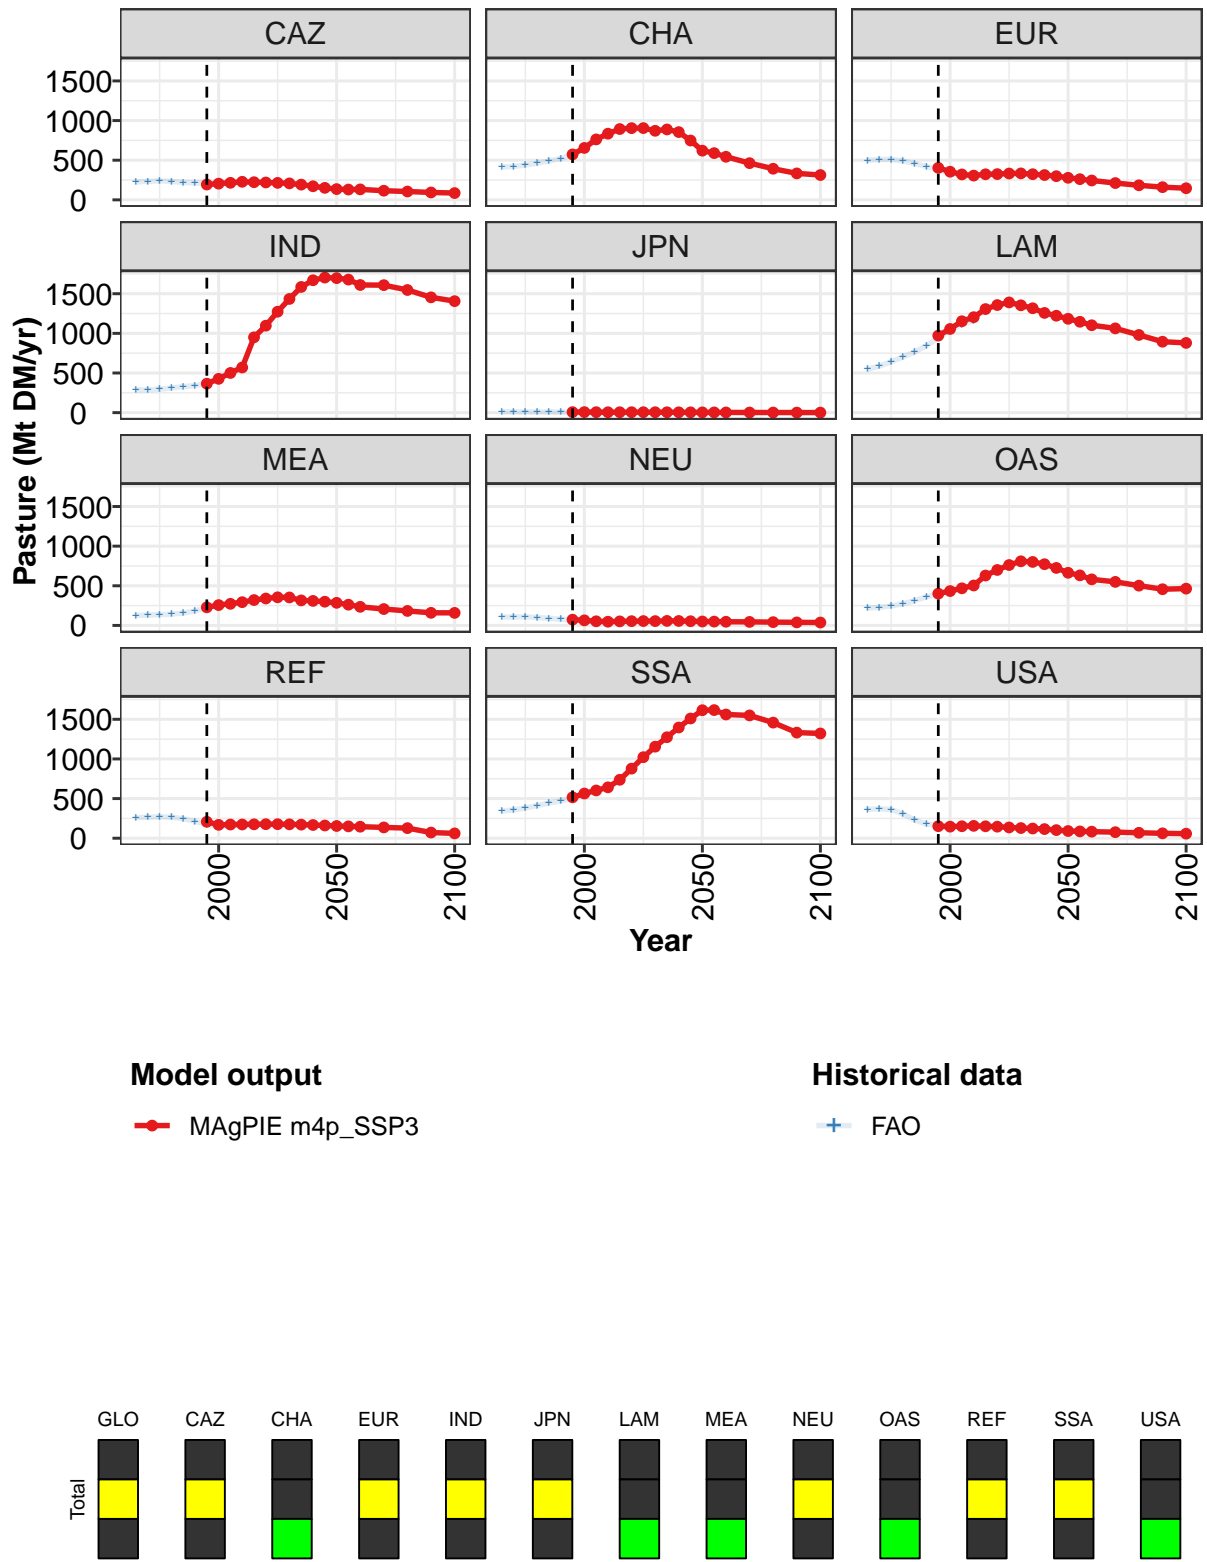 CAZ CHA EUR
1500
1000
500
0
IND JPN LAM
1500
1000
500
0
MEA NEU OAS
1500
1000
500
0
REF SSA USA
1500
1000
500
0
Pasture (Mt DM/yr)
2000 2050 2100 2000 2050 2100 2000 2050 2100
Year
Model output Historical data
MAgPIE m4p_SSP3 FAO
GLO CAZ CHA EUR IND JPN LAM MEA NEU OAS REF SSA USA
Total